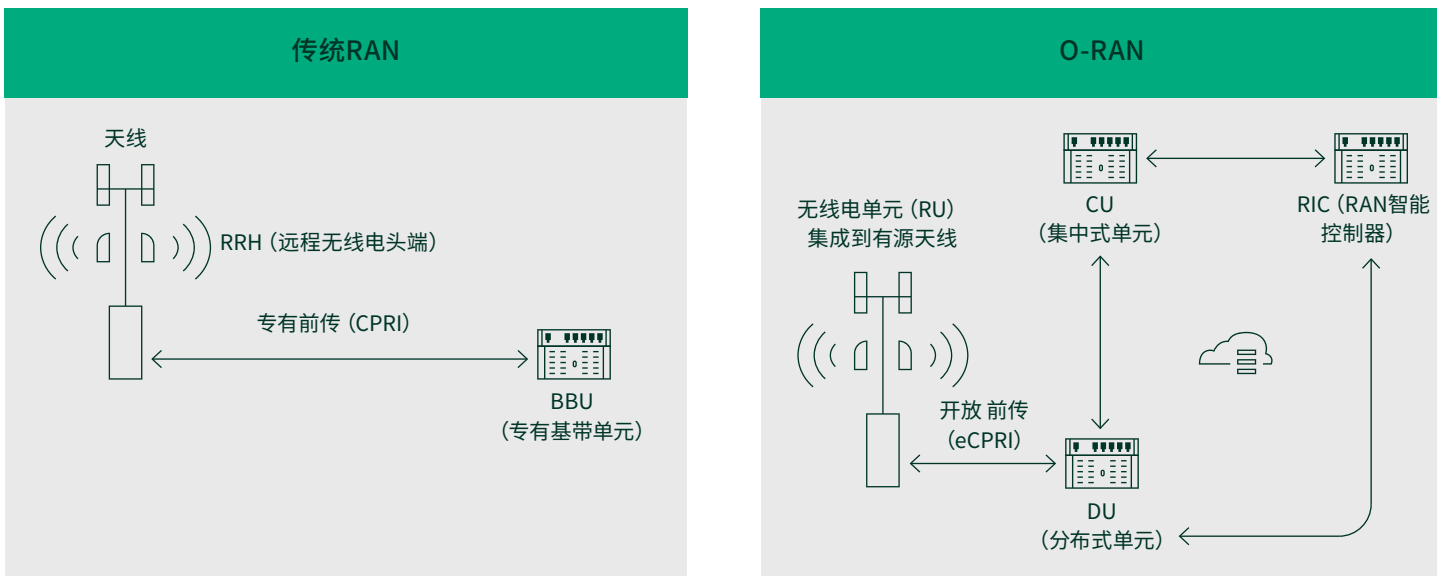 传统RAN
天线
RRH（远程无线电头端）
专有前传（CPRI）
BBU
（专有基带单元）
O-RAN
无线电单元（RU）
集成到有源天线
CU
（集中式单元）
RIC（RAN智能
控制器）
开放 前传
（eCPRI）
DU
（分布式单元）